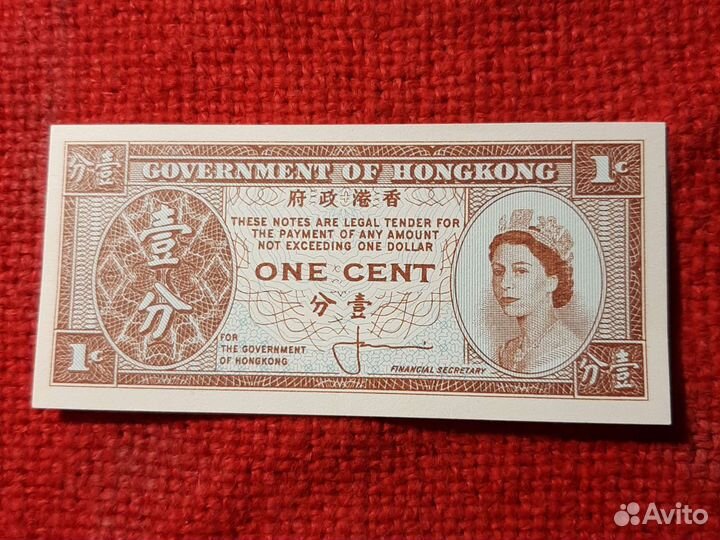 分壹
GOVERNMENT OF HONGKONG
1c
府政港香
THESE NOTES ARE LEGAL TENDER FOR
THE PAYMENT OF ANY AMOUNT
NOT EXCEEDING ONE DOLLAR
壹
分
ONE CENT
分壹
FOR
THE GOVERNMENT
OF HONGKONG
FINANCIAL SECRETARY
1c
分壹
Avito